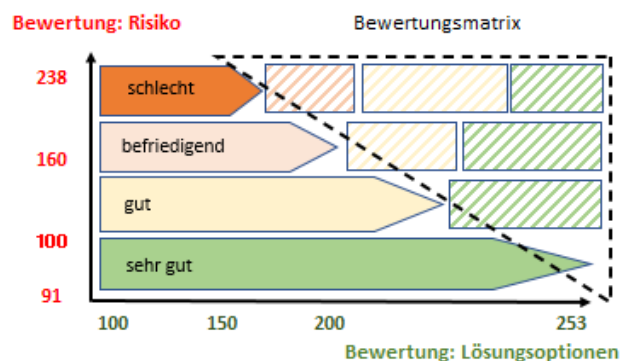 Bewertung: Risiko
Bewertungsmatrix
238
schlecht
befriedigend
160
gut
100
sehr gut
91
100 150 200 253
Bewertung: Lösungsoptionen